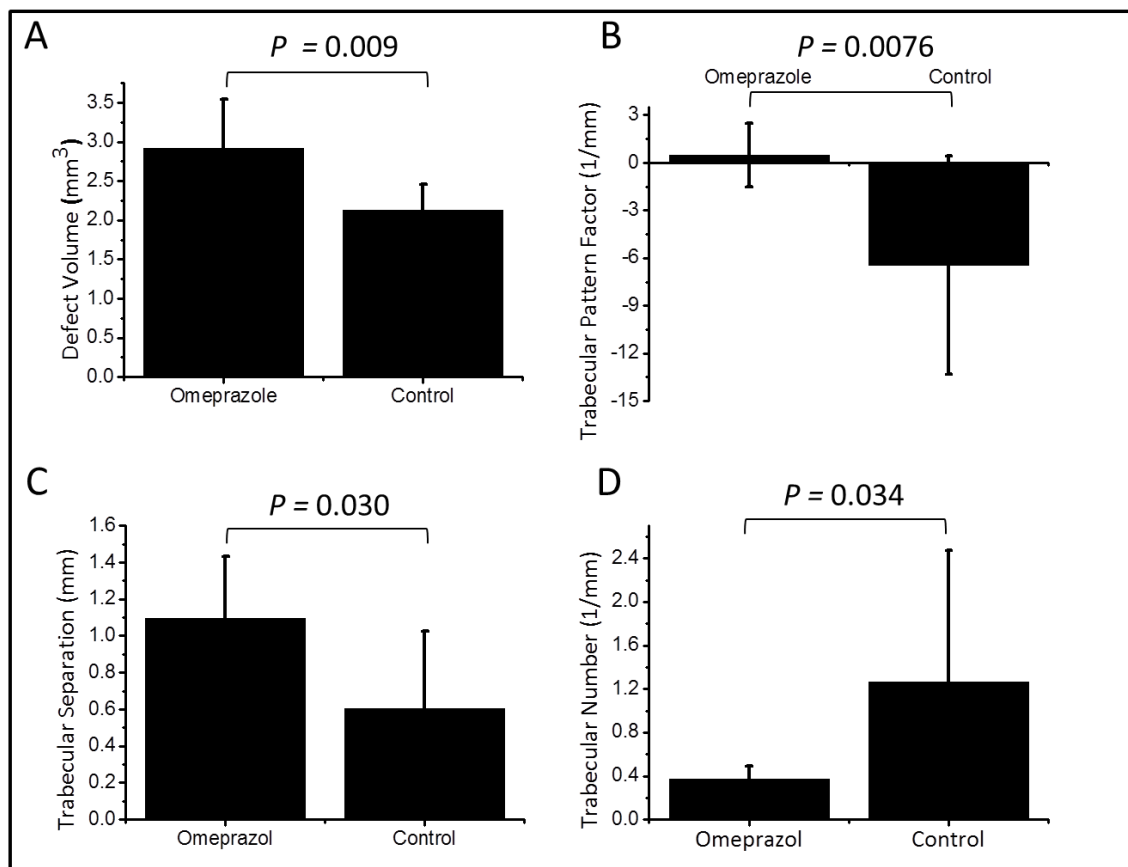 A
P = 0.009
Defect Volume (mm³)
3.5
3.0
2.5
2.0
1.5
1.0
0.5
0.0
Omeprazole Control
B
P = 0.0076
Omeprazole Control
Trabecular Pattern Factor (1/mm)
3
0
-3
-6
-9
-12
-15
C
P = 0.030
Trabecular Separation (mm)
1.6
1.4
1.2
1.0
0.8
0.6
0.4
0.2
0.0
Omeprazol Control
D
P = 0.034
Trabecular Number (1/mm)
2.4
2.0
1.6
1.2
0.8
0.4
0.0
Omeprazol Control